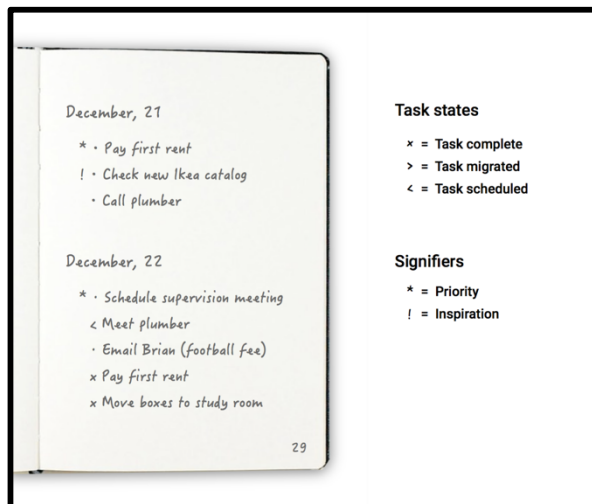 December, 21
* · Pay first rent
! · Check new Ikea catalog
· Call plumber
December, 22
* · Schedule supervision meeting
< Meet plumber
· Email Brian (football fee)
× Pay first rent
× Move boxes to study room
29
Task states
× = Task complete
> = Task migrated
< = Task scheduled
Signifiers
* = Priority
! = Inspiration